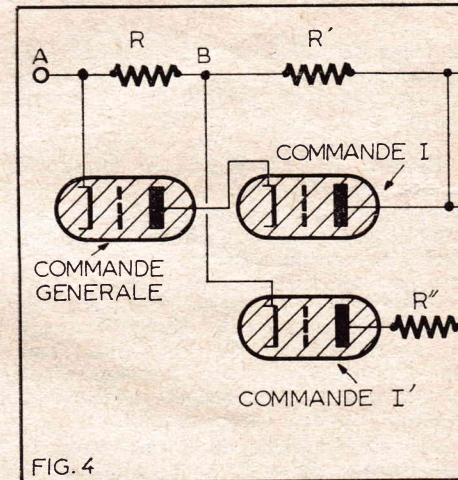 A
R
B
R′
COMMANDE I
COMMANDE
GENERALE
R″
COMMANDE I′
FIG. 4